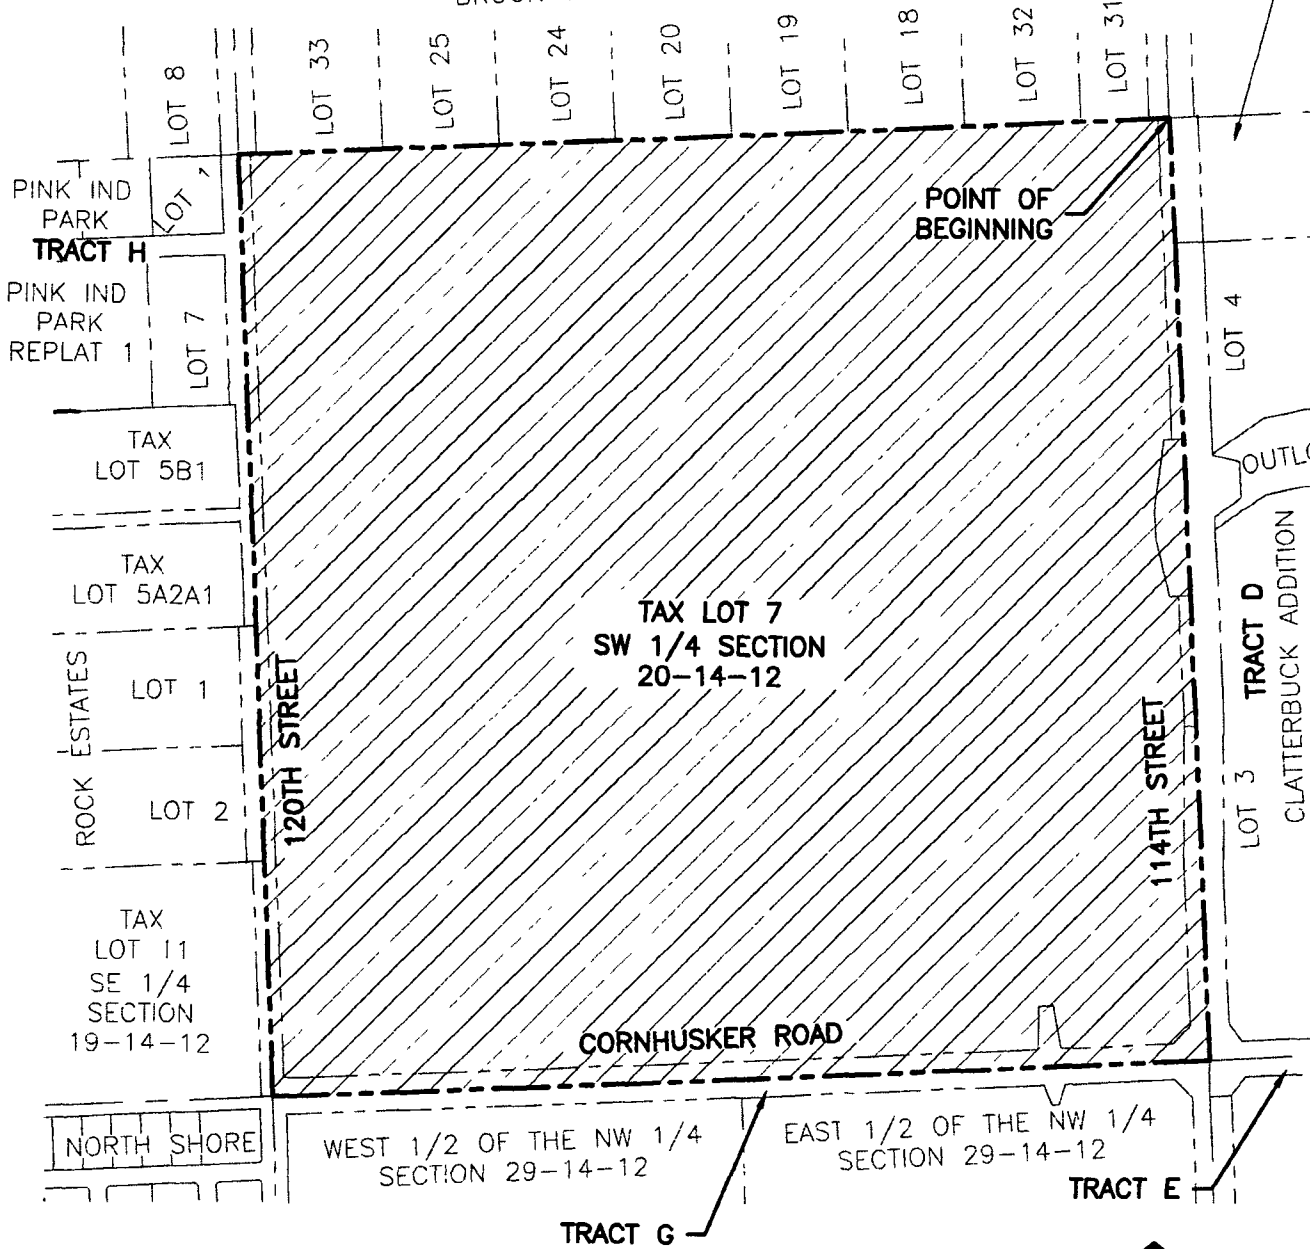 LOT 8
LOT 33
LOT 25
LOT 24
LOT 20
LOT 19
LOT 18
LOT 32
LOT 31
PINK IND
PARK
LOT
TRACT H
PINK IND
PARK
REPLAT 1
LOT 7
POINT OF
BEGINNING
LOT 4
TAX
LOT 5B1
TAX
LOT 5A2A1
TAX LOT 7
SW 1/4 SECTION
20-14-12
TRACT D
CLATTERBUCK ADDITION
LOT 3
ROCK ESTATES
LOT 1
LOT 2
120TH STREET
114TH STREET
TAX
LOT 11
SE 1/4
SECTION
19-14-12
CORNHUSKER ROAD
NORTH SHORE
WEST 1/2 OF THE NW 1/4
SECTION 29-14-12
EAST 1/2 OF THE NW 1/4
SECTION 29-14-12
TRACT E
TRACT G